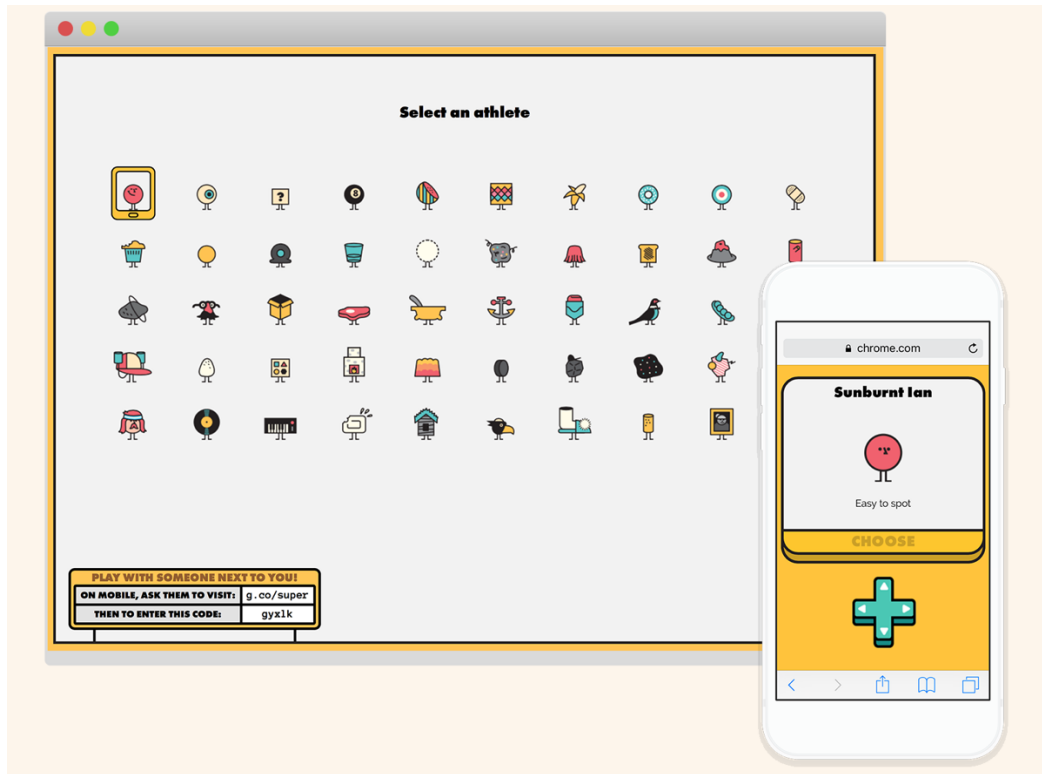 Select an athlete
?
8
A
PLAY WITH SOMEONE NEXT TO YOU!
ON MOBILE, ASK THEM TO VISIT: g.co/super
THEN TO ENTER THIS CODE: gyxlk
chrome.com
Sunburnt Ian
Easy to spot
CHOOSE